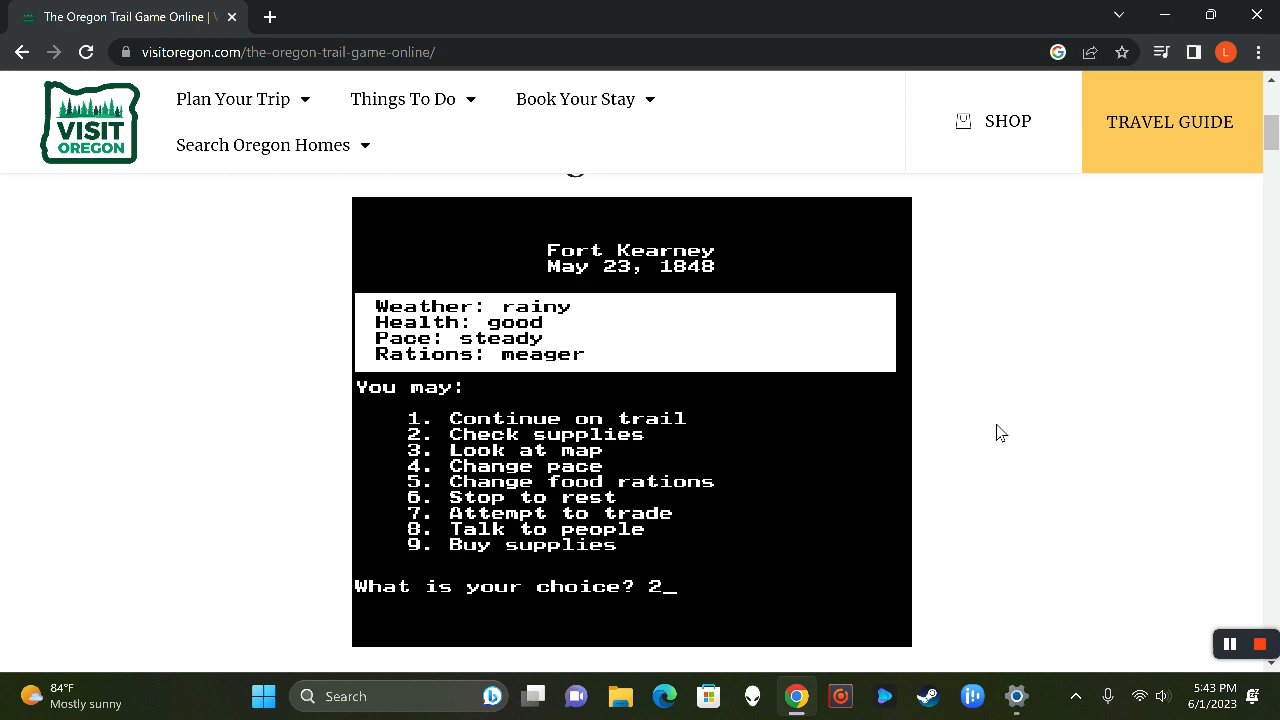 The Oregon Trail Game Online | V
visitoregon.com/the-oregon-trail-game-online/
L
Plan Your Trip
Things To Do
Book Your Stay
Search Oregon Homes
SHOP
TRAVEL GUIDE
VISIT
OREGON
Fort Kearney
May 23, 1848
Weather: rainy
Health: good
Pace: steady
Rations: meager
You may:
1. Continue on trail
2. Check supplies
3. Look at map
4. Change pace
5. Change food rations
6. Stop to rest
7. Attempt to trade
8. Talk to people
9. Buy supplies
What is your choice? 2_
84°F
Mostly sunny
Search
5:43 PM
6/1/2023